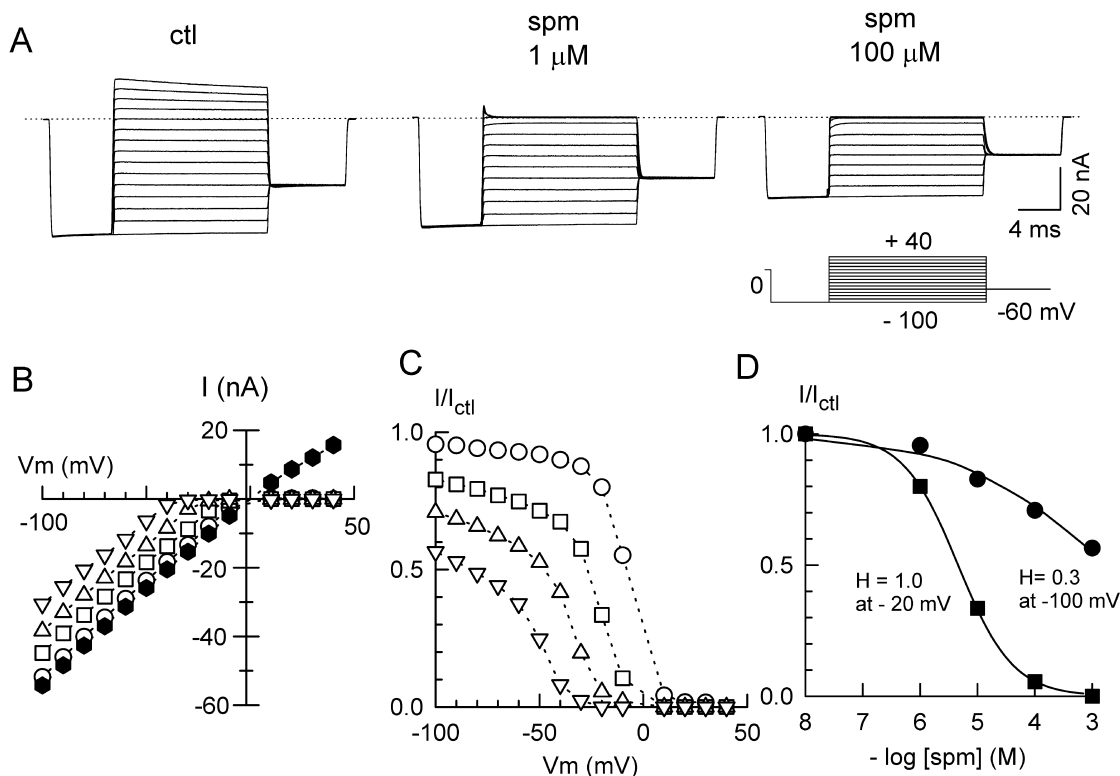 A
ctl
spm
1 μM
spm
100 μM
20 nA
4 ms
+ 40
0
- 100
-60 mV
B
I (nA)
20
Vm (mV)
-100
50
-20
-40
-60
C
I/Ictl
1.0
0.5
0.0
-100
-50
0
50
Vm (mV)
D
I/Ictl
1.0
0.5
0.0
H = 1.0
at - 20 mV
H= 0.3
at -100 mV
8
7
6
5
4
3
- log [spm] (M)